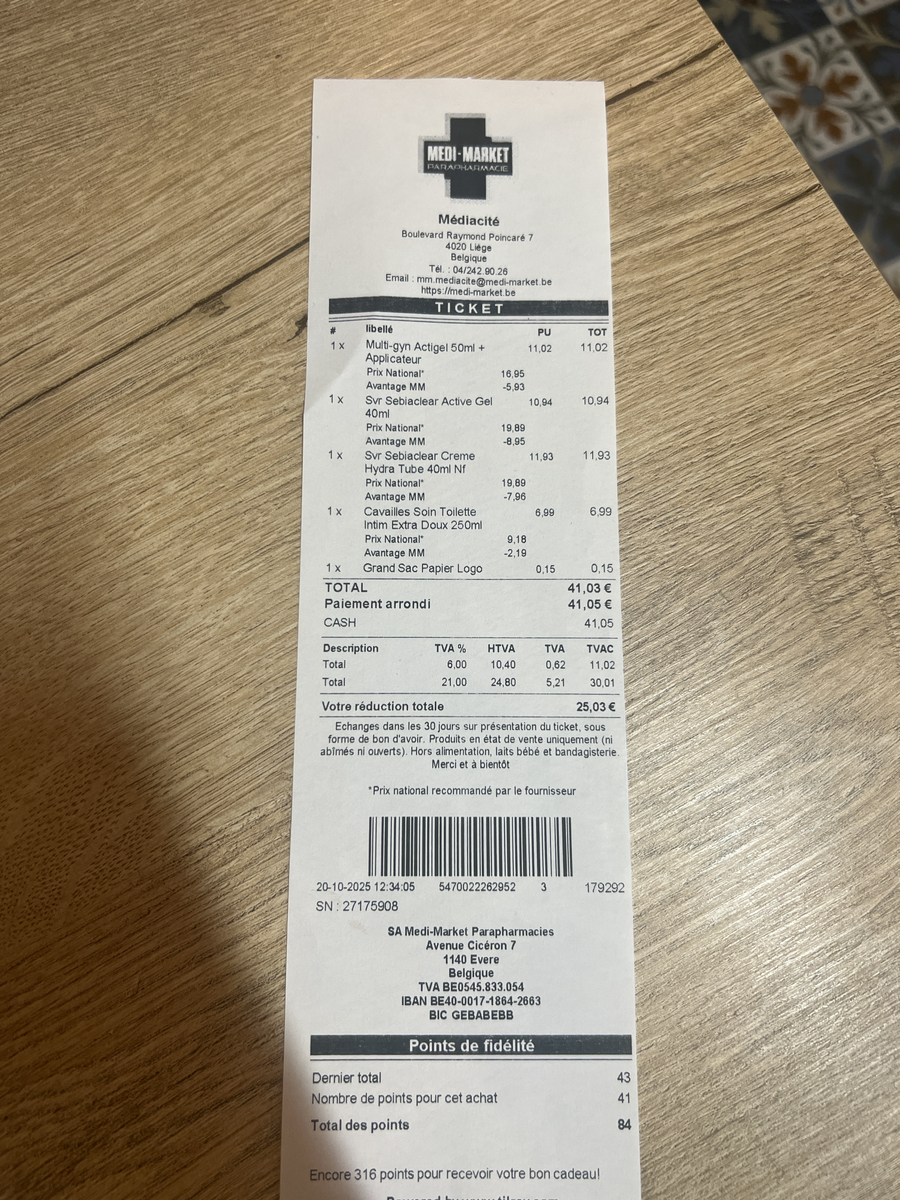 MEDI-MARKET
PARAPHARMACIE
Médiacité
Boulevard Raymond Poincaré 7
4020 Liège
Belgique
Tél. : 04/242.90.26
Email : mm.mediacite@medi-market.be
https://medi-market.be
TICKET
# libellé PU TOT
1 x Multi-gyn Actigel 50ml + 11,02 11,02
Applicateur
Prix National* 16,95
Avantage MM -5,93
1 x Svr Sebiaclear Active Gel 10,94 10,94
40ml
Prix National* 19,89
Avantage MM -8,95
1 x Svr Sebiaclear Creme 11,93 11,93
Hydra Tube 40ml Nf
Prix National* 19,89
Avantage MM -7,96
1 x Cavailles Soin Toilette 6,99 6,99
Intim Extra Doux 250ml
Prix National* 9,18
Avantage MM -2,19
1 x Grand Sac Papier Logo 0,15 0,15
TOTAL 41,03 €
Paiement arrondi 41,05 €
CASH 41,05
Description TVA % HTVA TVA TVAC
Total 6,00 10,40 0,62 11,02
Total 21,00 24,80 5,21 30,01
Votre réduction totale 25,03 €
Echanges dans les 30 jours sur présentation du ticket, sous
forme de bon d'avoir. Produits en état de vente uniquement (ni
abîmés ni ouverts). Hors alimentation, laits bébé et bandagisterie.
Merci et à bientôt
*Prix national recommandé par le fournisseur
20-10-2025 12:34:05 5470022262952 3 179292
SN : 27175908
SA Medi-Market Parapharmacies
Avenue Cicéron 7
1140 Evere
Belgique
TVA BE0545.833.054
IBAN BE40-0017-1864-2663
BIC GEBABEBB
Points de fidélité
Dernier total 43
Nombre de points pour cet achat 41
Total des points 84
Encore 316 points pour recevoir votre bon cadeau!